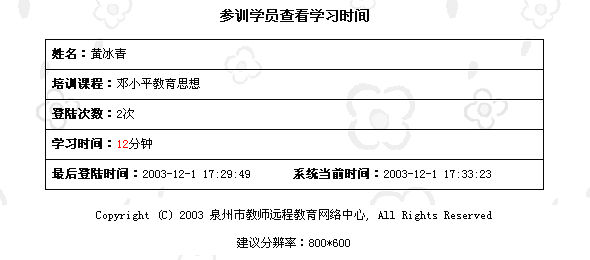 参训学员查看学习时间
姓名：黄冰青
培训课程：邓小平教育思想
登陆次数：2次
学习时间：12分钟
最后登陆时间：2003-12-1 17:29:49 系统当前时间：2003-12-1 17:33:23
Copyright (C) 2003 泉州市教师远程教育网络中心, All Rights Reserved
建议分辨率：800*600